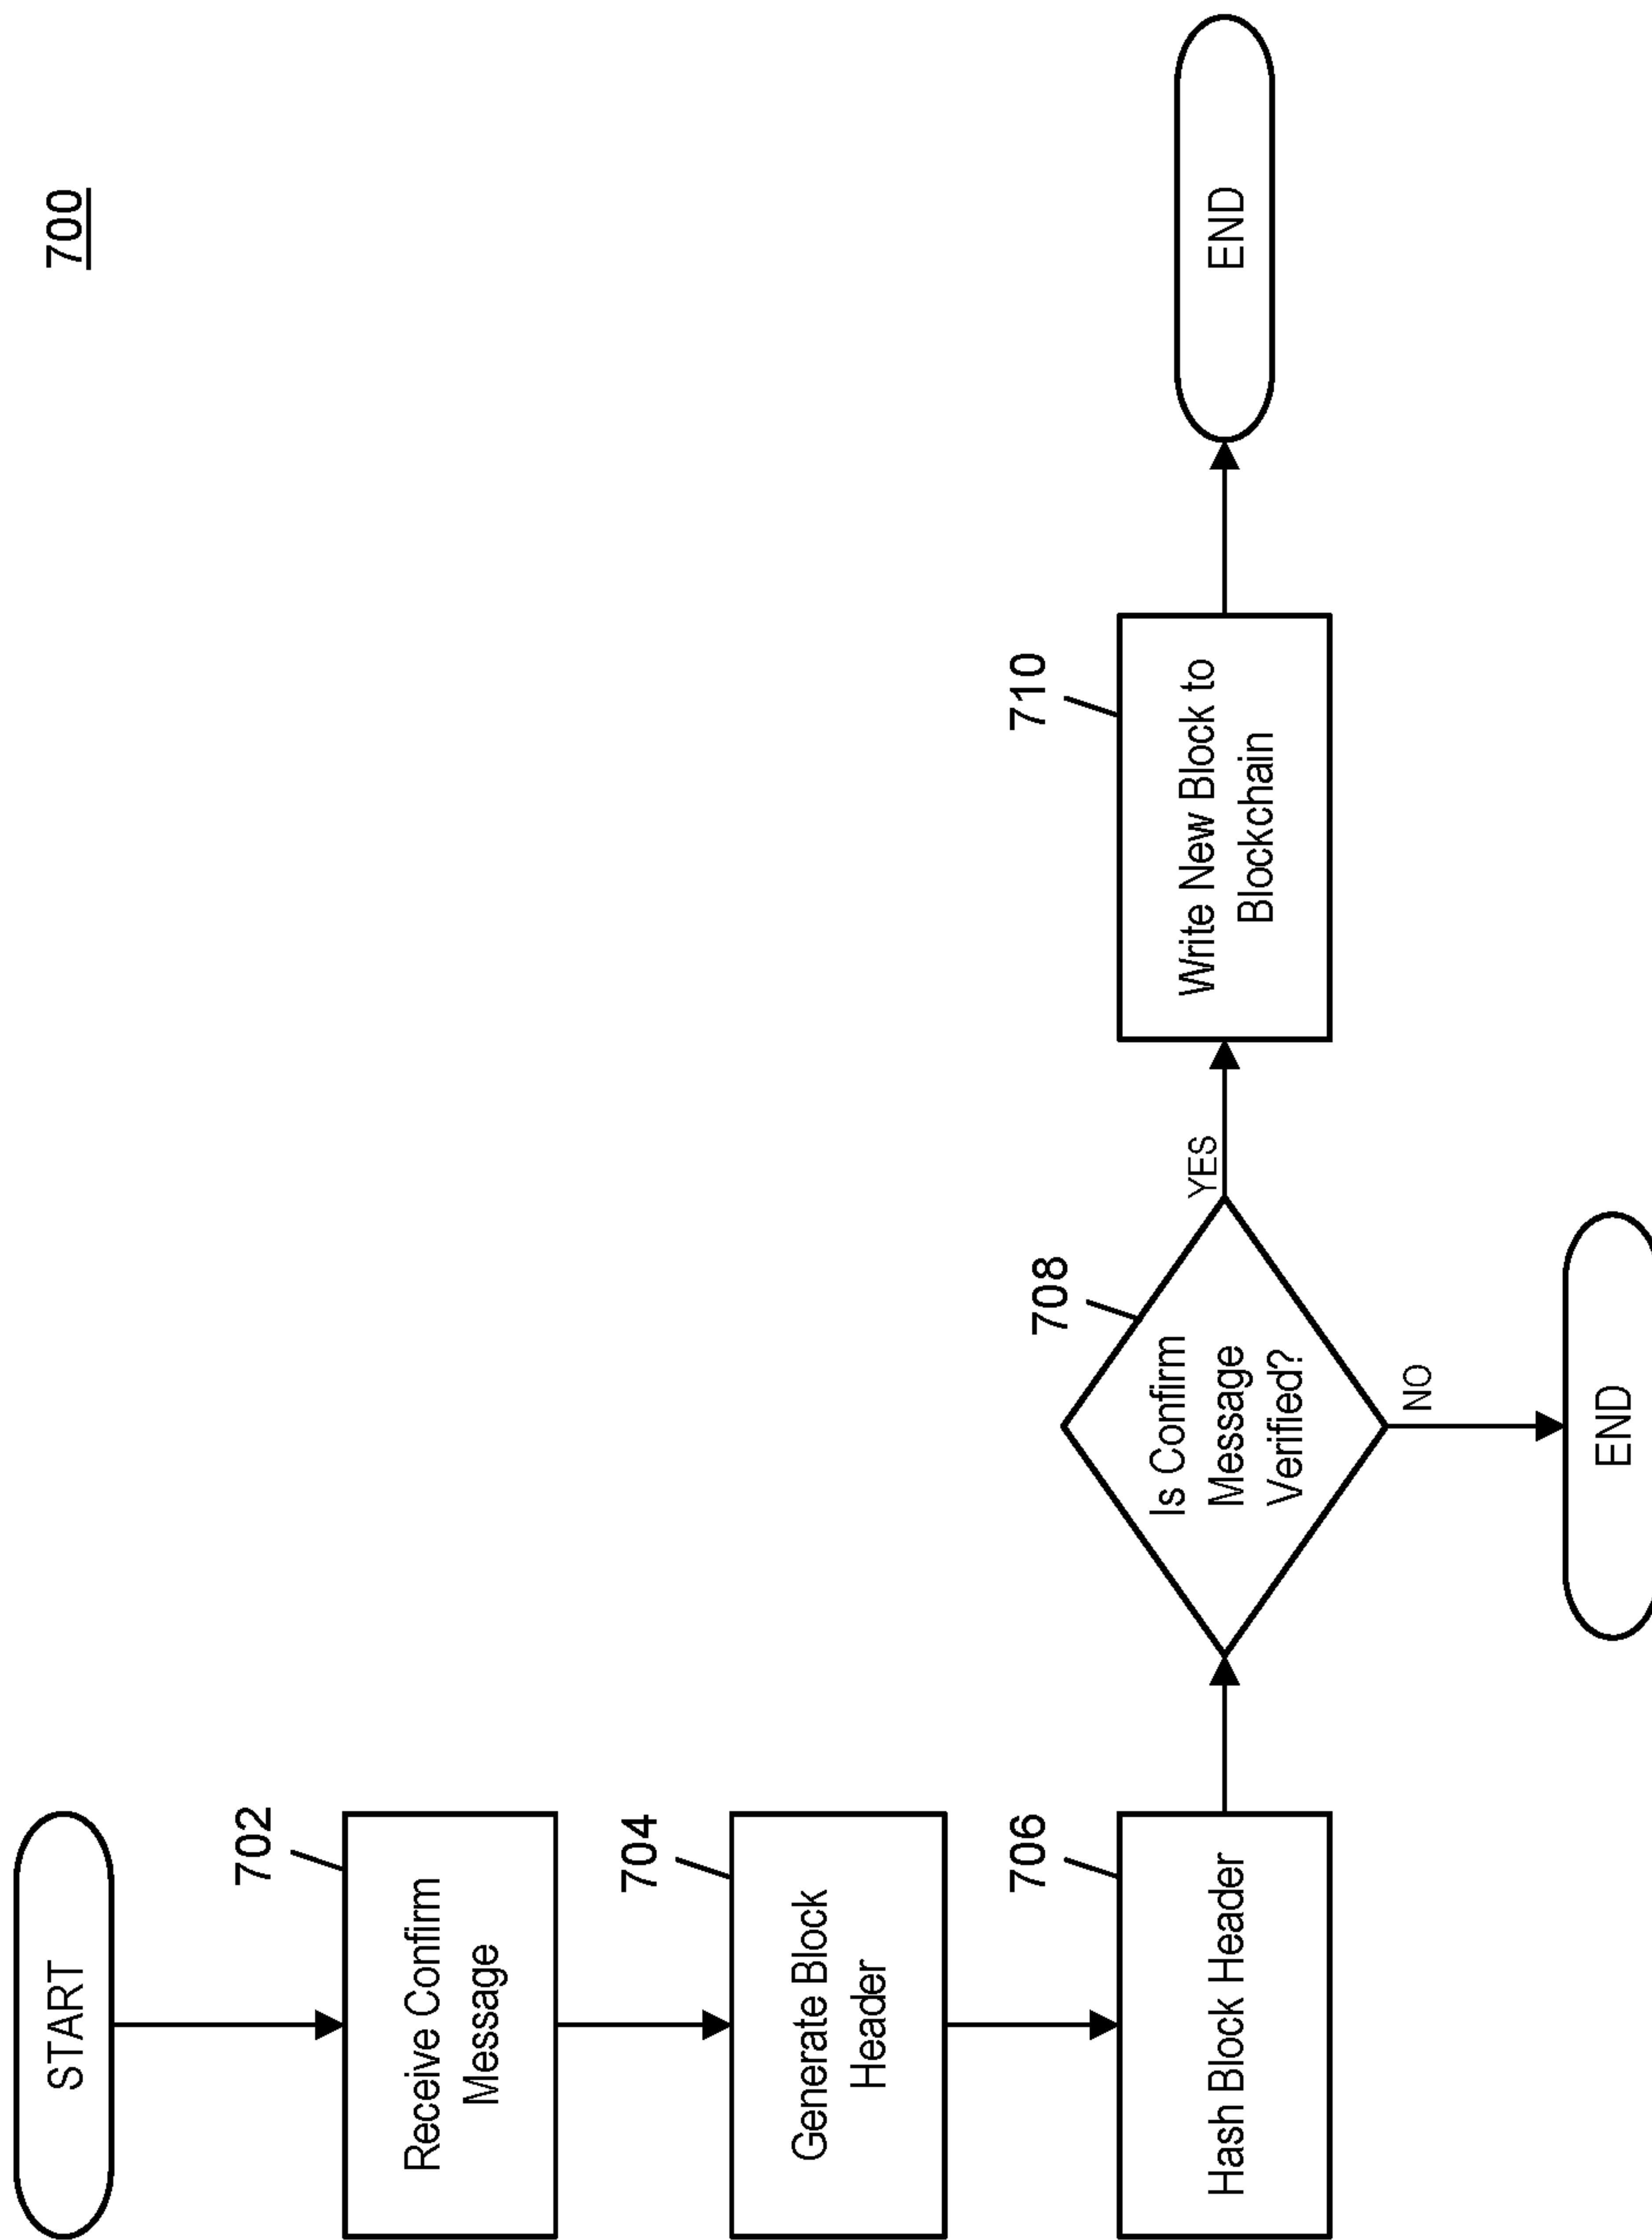 700
START
702
Receive Confirm
Message
704
Generate Block
Header
706
Hash Block Header
708
Is Confirm
Message
Verified?
YES
NO
END
710
Write New Block to
Blockchain
END